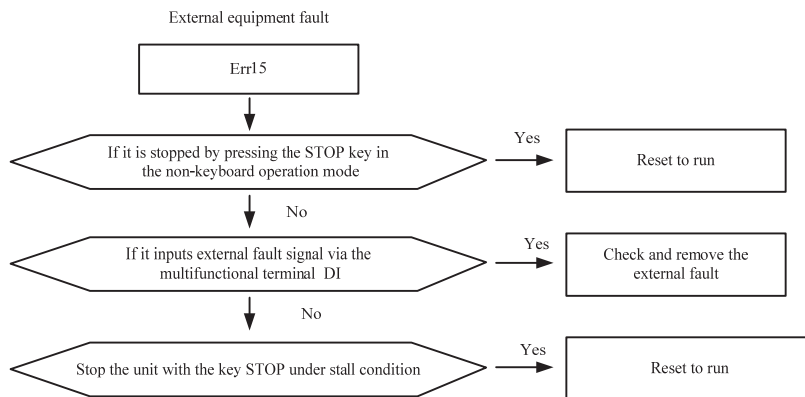 External equipment fault
Err15
If it is stopped by pressing the STOP key in
the non-keyboard operation mode
Yes
Reset to run
No
If it inputs external fault signal via the
multifunctional terminal DI
Yes
Check and remove the
external fault
No
Stop the unit with the key STOP under stall condition
Yes
Reset to run